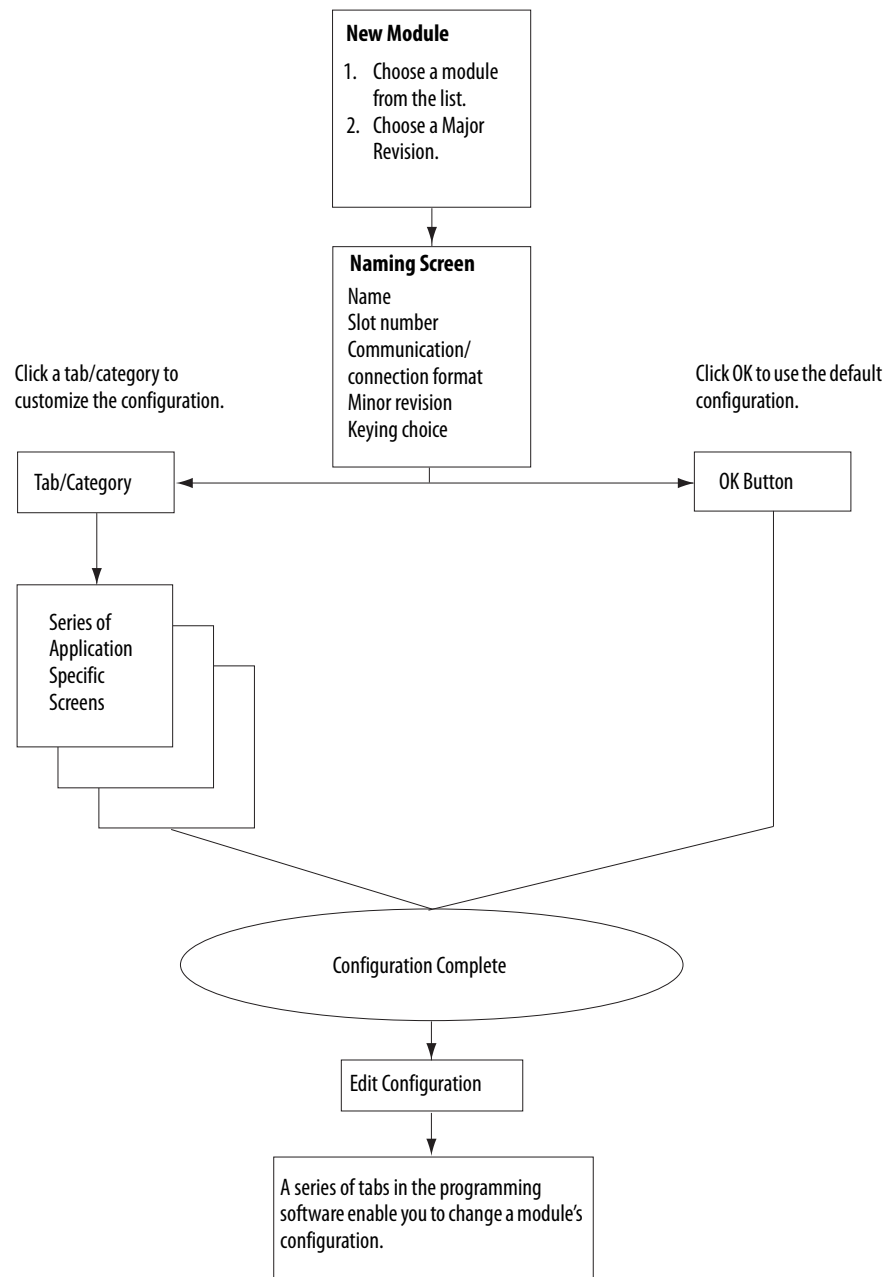 New Module
1. Choose a module
from the list.
2. Choose a Major
Revision.
Naming Screen
Name
Slot number
Communication/
connection format
Minor revision
Keying choice
Click a tab/category to
customize the configuration.
Click OK to use the default
configuration.
Tab/Category
OK Button
Series of
Application
Specific
Screens
Configuration Complete
Edit Configuration
A series of tabs in the programming
software enable you to change a module’s
configuration.